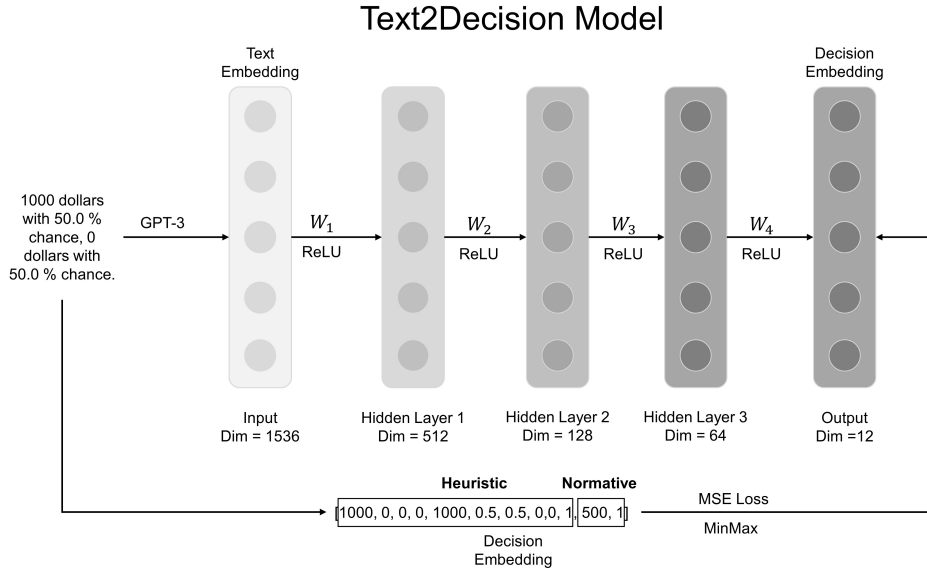 Text2Decision Model
Text
Embedding
Decision
Embedding
1000 dollars
with 50.0 %
chance, 0
dollars with
50.0 % chance.
GPT-3
W₁
ReLU
W₂
ReLU
W₃
ReLU
W₄
ReLU
Input
Dim = 1536
Hidden Layer 1
Dim = 512
Hidden Layer 2
Dim = 128
Hidden Layer 3
Dim = 64
Output
Dim =12
Heuristic
Normative
[1000, 0, 0, 0, 1000, 0.5, 0.5, 0,0, 1, 500, 1]
Decision
Embedding
MSE Loss
MinMax